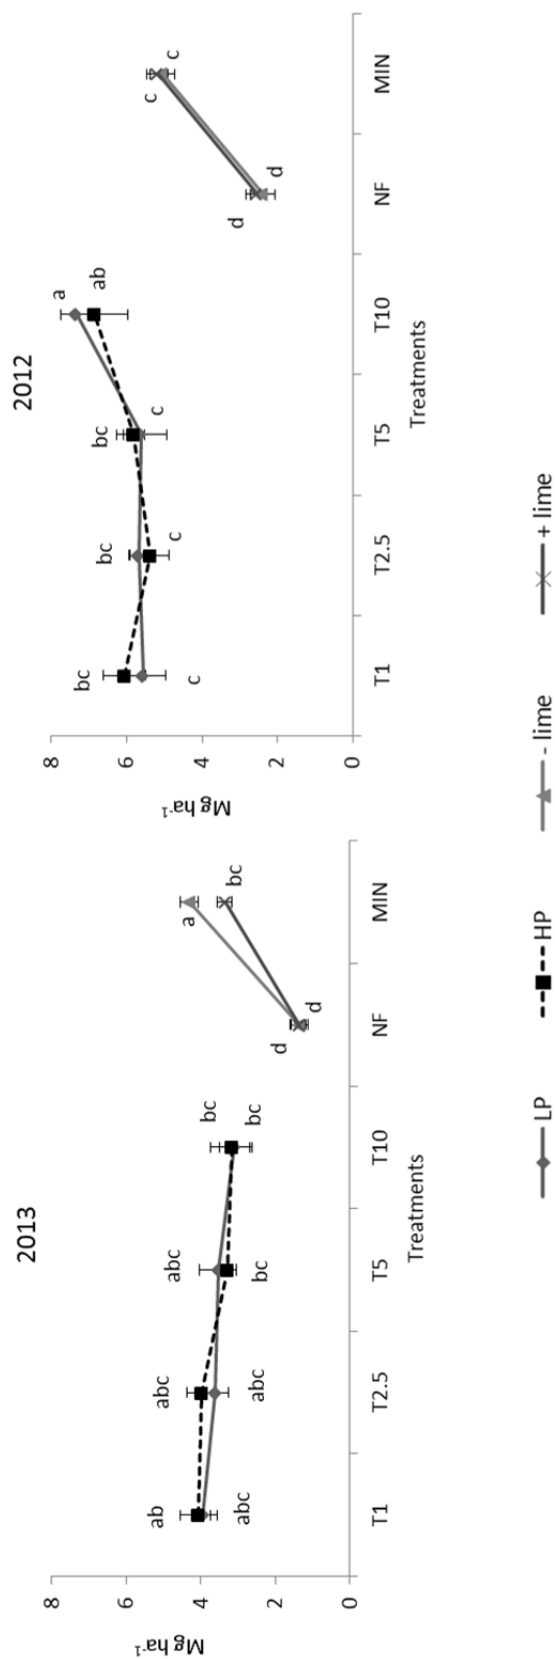 2013
Mg ha⁻¹
8
6
4
2
0
ab
abc
abc
abc
abc
bc
bc
bc
d
d
a
bc
T1 T2.5 T5 T10 NF MIN
Treatments
2012
Mg ha⁻¹
8
6
4
2
0
bc
c
bc
c
bc
c
a
ab
d
d
c
c
T1 T2.5 T5 T10 NF MIN
Treatments
LP HP - lime + lime